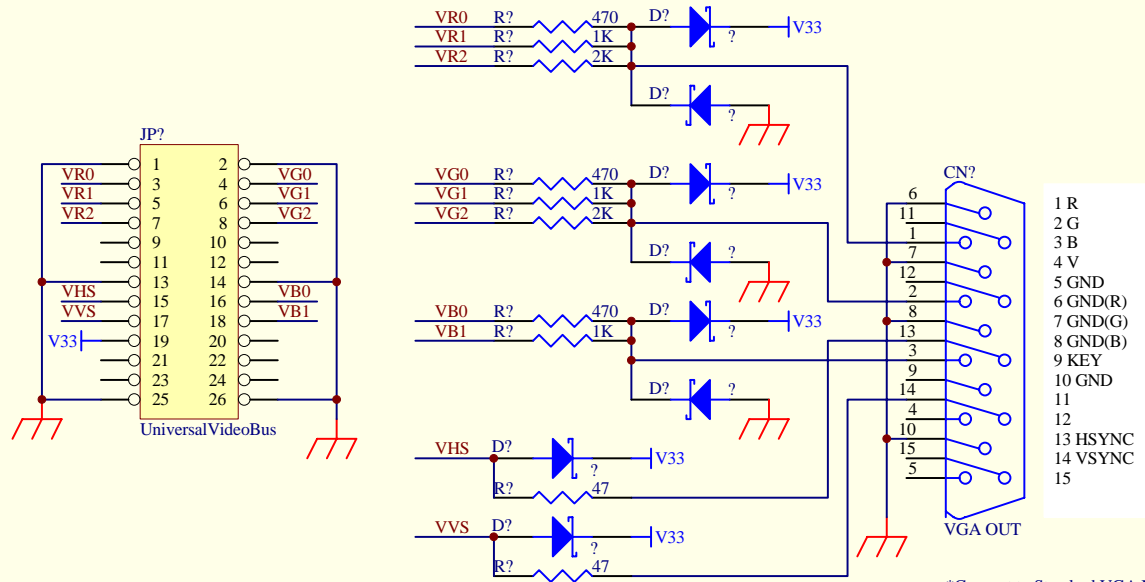 VR0 R? 470 D? ? V33
VR1 R? 1K
VR2 R? 2K
D? ?
JP?
1 2
VR0 3 4 VG0
VR1 5 6 VG1
VR2 7 8 VG2
9 10
11 12
13 14
VHS 15 16 VB0
VVS 17 18 VB1
V33 19 20
21 22
23 24
25 26
UniversalVideoBus
VG0 R? 470 D? ? V33
VG1 R? 1K
VG2 R? 2K
D? ?
VB0 R? 470 D? ? V33
VB1 R? 1K
D? ?
VHS D? ? V33
R? 47
VVS D? ? V33
R? 47
CN?
6
11
1
7
12
2
8
13
3
9
14
4
10
15
5
VGA OUT
1 R
2 G
3 B
4 V
5 GND
6 GND(R)
7 GND(G)
8 GND(B)
9 KEY
10 GND
11
12
13 HSYNC
14 VSYNC
15